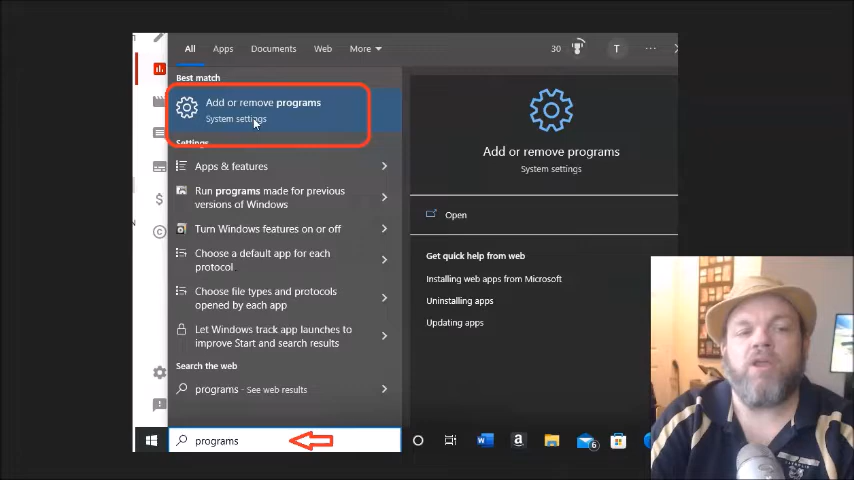 All Apps Documents Web More 30 T ...
Best match
Add or remove programs
System settings
Settings
Apps & features
Run programs made for previous
versions of Windows
Turn Windows features on or off
Choose a default app for each
protocol
Choose file types and protocols
opened by each app
Let Windows track app launches to
improve Start and search results
Search the web
programs - See web results
programs
Add or remove programs
System settings
Open
Get quick help from web
Installing web apps from Microsoft
Uninstalling apps
Updating apps
W
a
6